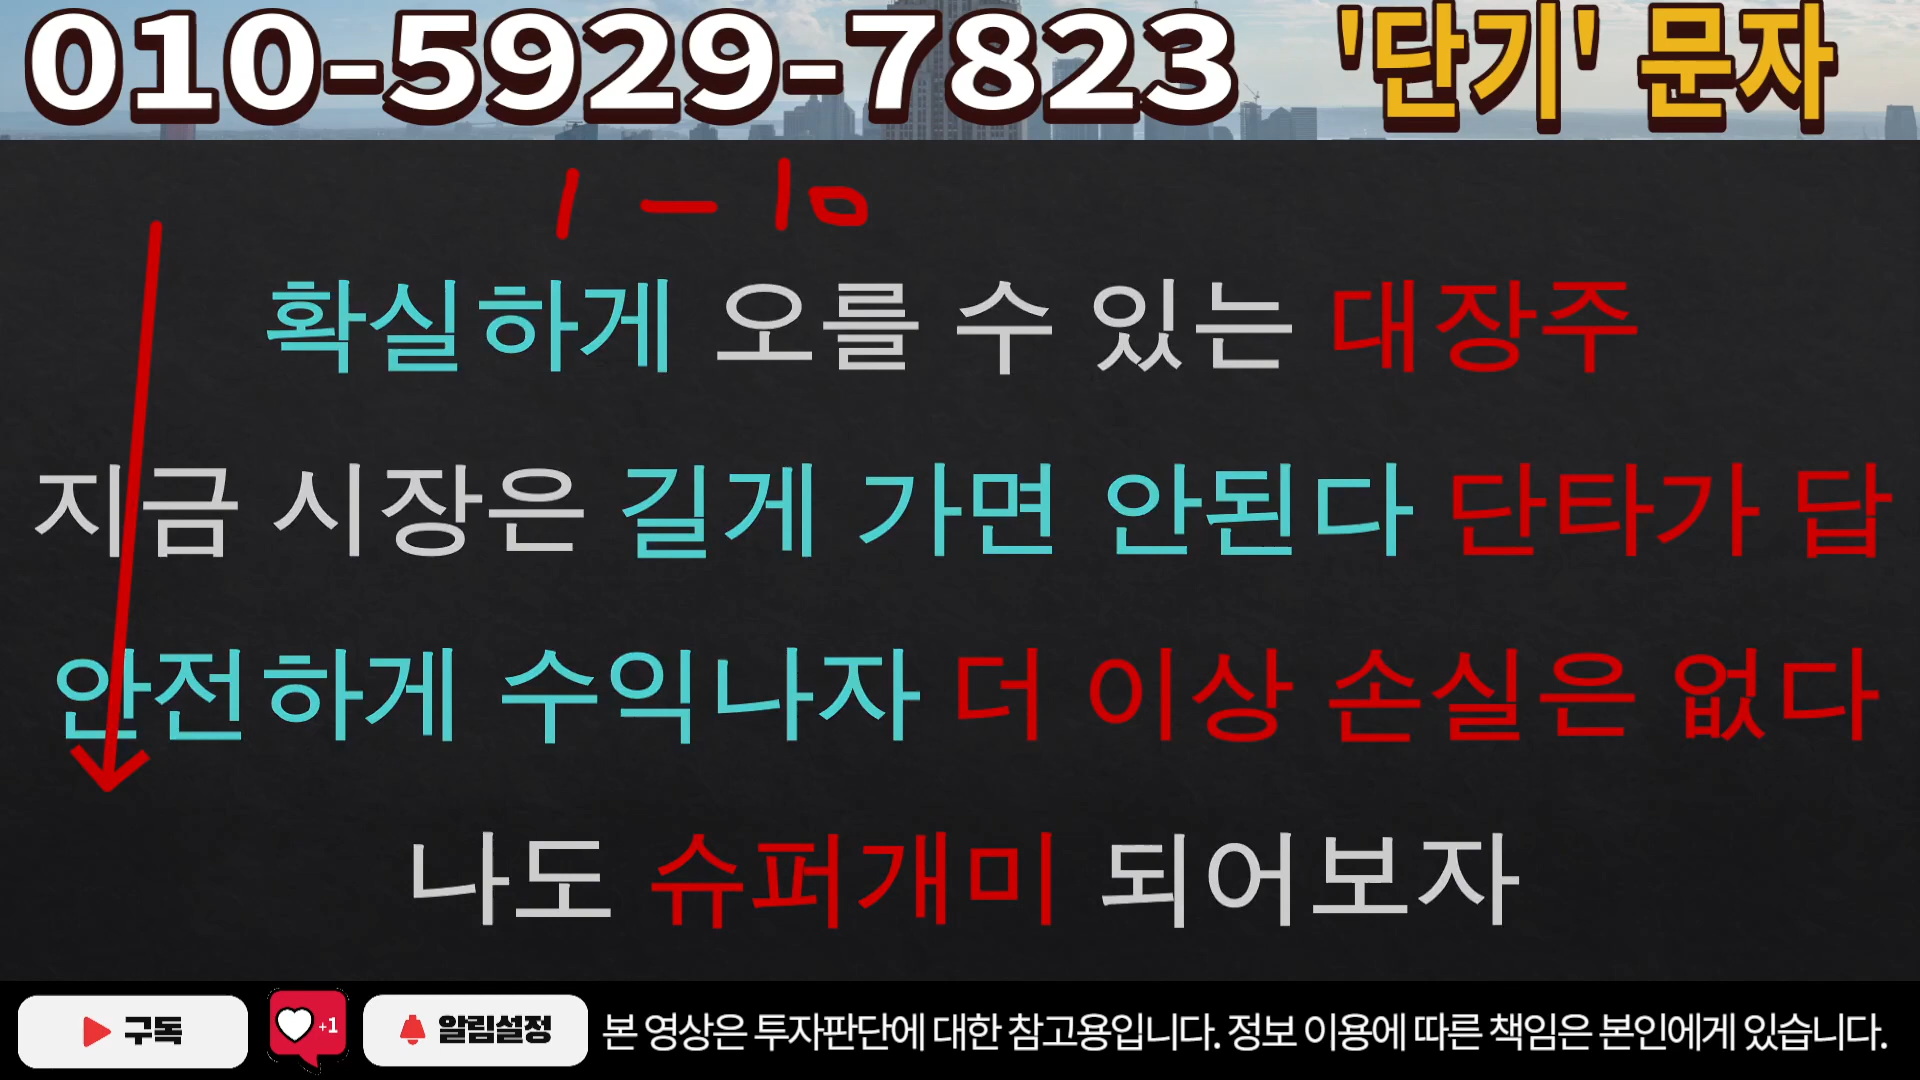 010-5929-7823 '단기' 문자
1 - 10
확실하게 오를 수 있는 대장주
지금 시장은 길게 가면 안된다 단타가 답
안전하게 수익나자 더 이상 손실은 없다
나도 슈퍼개미 되어보자
구독 +1 알림설정 본 영상은 투자판단에 대한 참고용입니다. 정보 이용에 따른 책임은 본인에게 있습니다.